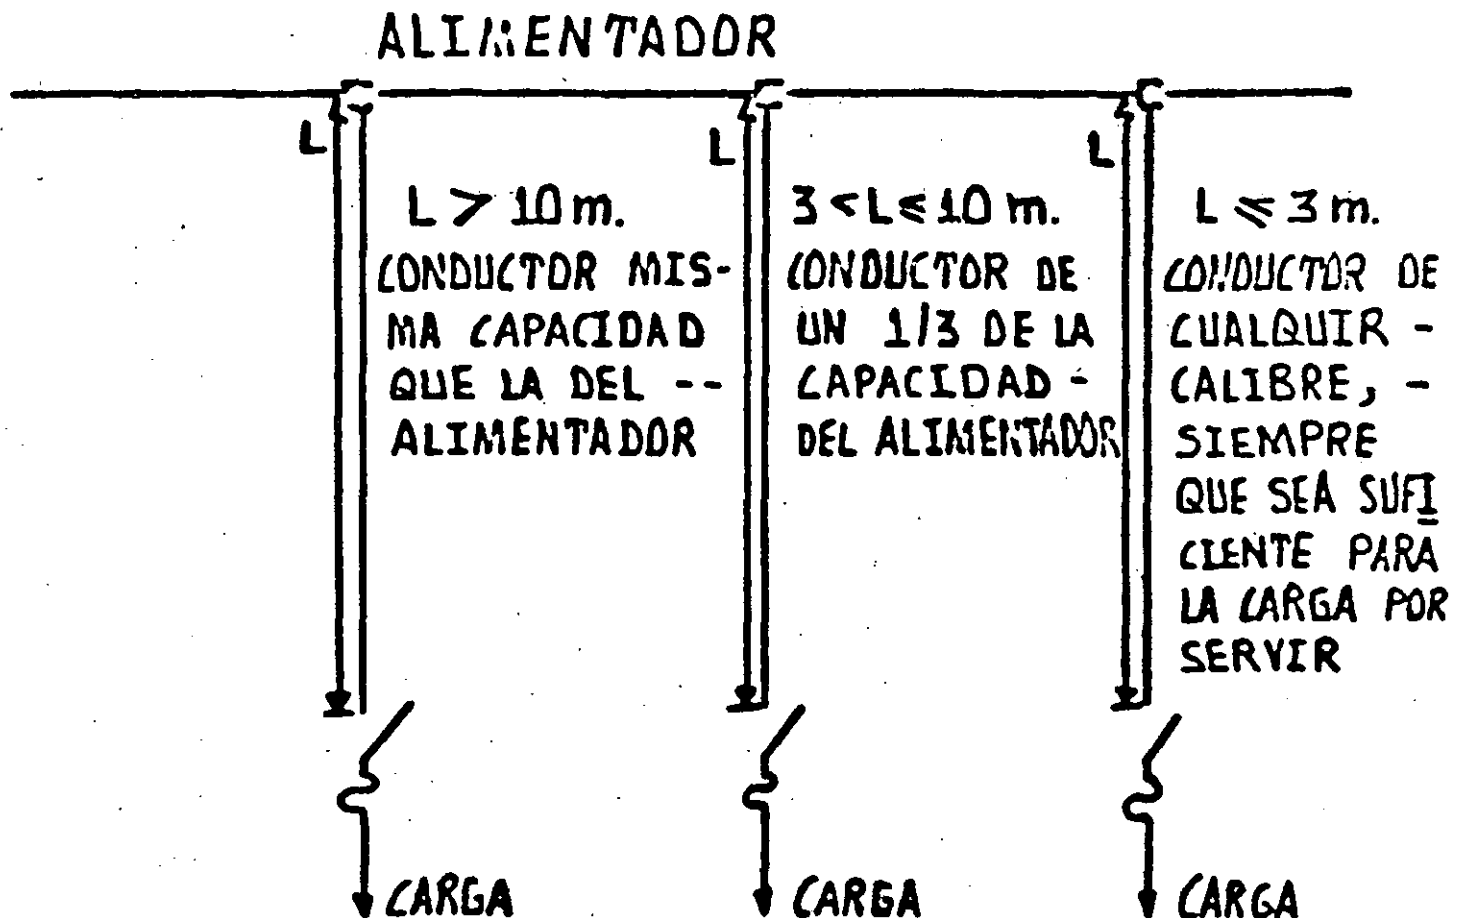 ALIMENTADOR
L
L > 10 m.
CONDUCTOR MIS-
MA CAPACIDAD
QUE LA DEL --
ALIMENTADOR
CARGA
L
3 < L ≤ 10 m.
CONDUCTOR DE
UN 1/3 DE LA
CAPACIDAD -
DEL ALIMENTADOR
CARGA
L
L ≤ 3 m.
CONDUCTOR DE
CUALQUIR -
CALIBRE, -
SIEMPRE
QUE SEA SUFI
CIENTE PARA
LA CARGA POR
SERVIR
CARGA